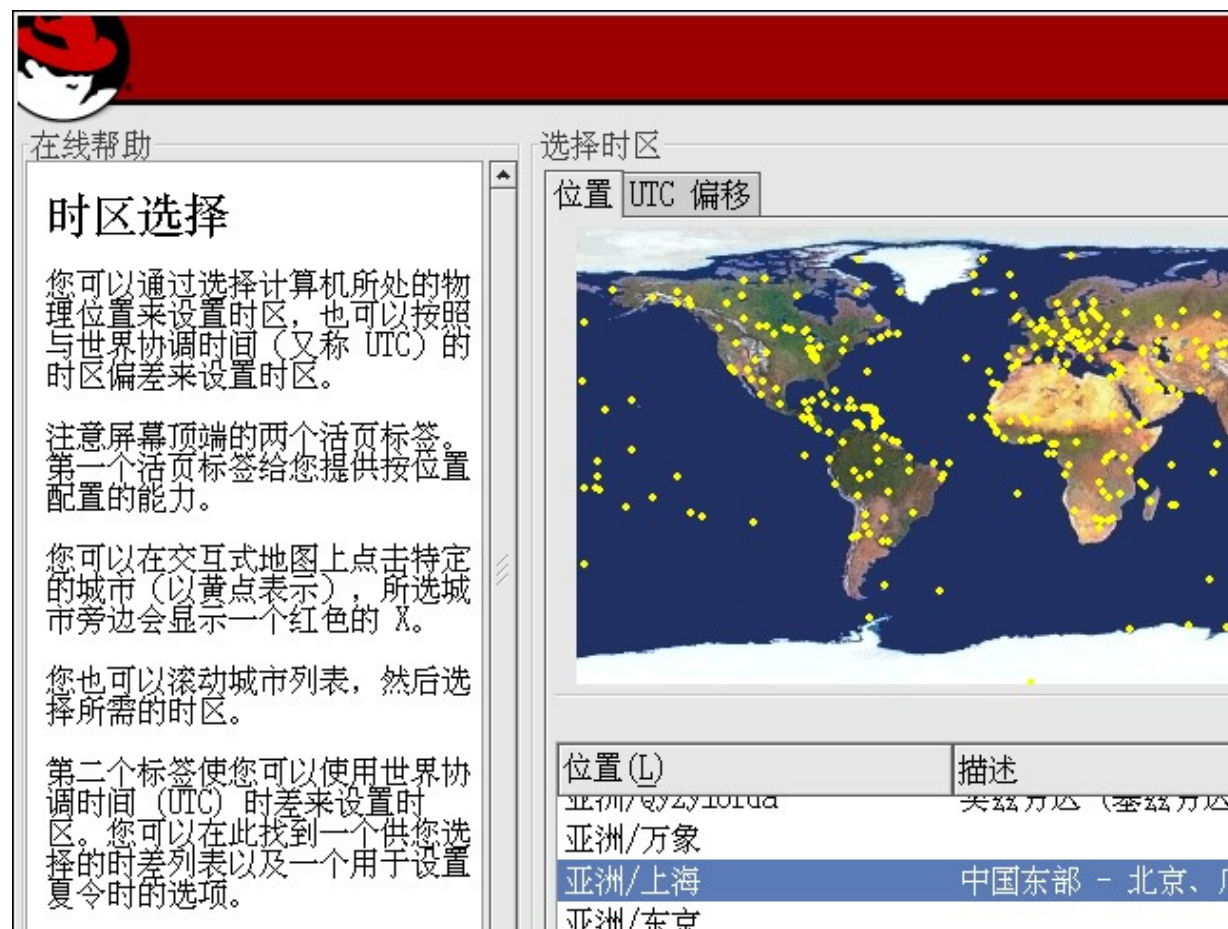 在线帮助
时区选择
您可以通过选择计算机所处的物
理位置来设置时区，也可以按照
与世界协调时间（又称 UTC）的
时区偏差来设置时区。
注意屏幕顶端的两个活页标签。
第一个活页标签给您提供按位置
配置的能力。
您可以在交互式地图上点击特定
的城市（以黄点表示），所选城
市旁边会显示一个红色的 X。
您也可以滚动城市列表，然后选
择所需的时区。
第二个标签使您可以使用世界协
调时间（UTC）时差来设置时
区。您可以在此找到一个供您选
择的时差列表以及一个用于设置
夏令时的选项。
选择时区
位置 UTC 偏移
位置(L) 描述
亚洲/Qyzylorda
亚洲/万象
亚洲/上海 中国东部 - 北京、
亚洲/东京